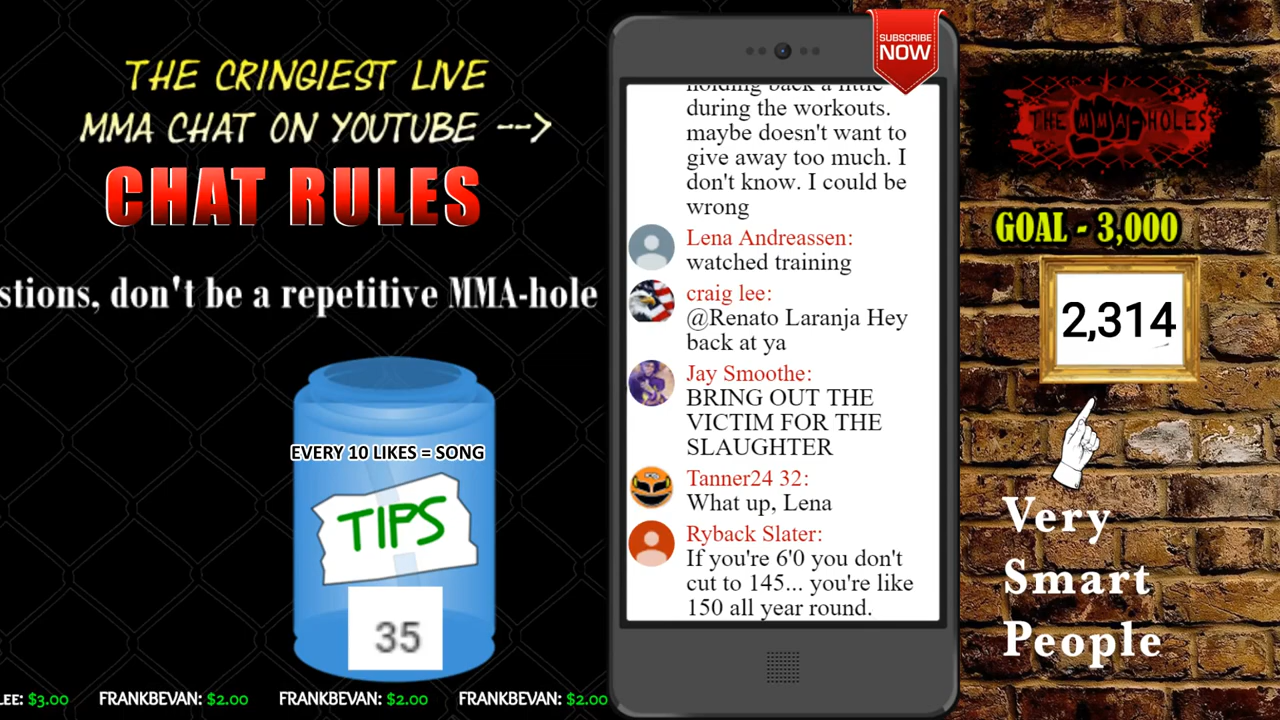 THE CRINGIEST LIVE
MMA CHAT ON YOUTUBE -->
CHAT RULES
stions, don't be a repetitive MMA-hole
EVERY 10 LIKES = SONG
TIPS
35
LEE: $3.00 FRANKBEVAN: $2.00 FRANKBEVAN: $2.00 FRANKBEVAN: $2.00
SUBSCRIBE
NOW
holding back a little
during the workouts.
maybe doesn't want to
give away too much. I
don't know. I could be
wrong
Lena Andreassen:
watched training
craig lee:
@Renato Laranja Hey
back at ya
Jay Smoothe:
BRING OUT THE
VICTIM FOR THE
SLAUGHTER
Tanner24 32:
What up, Lena
Ryback Slater:
If you're 6'0 you don't
cut to 145... you're like
150 all year round.
THE MMA-HOLES
GOAL - 3,000
2,314
Very
Smart
People